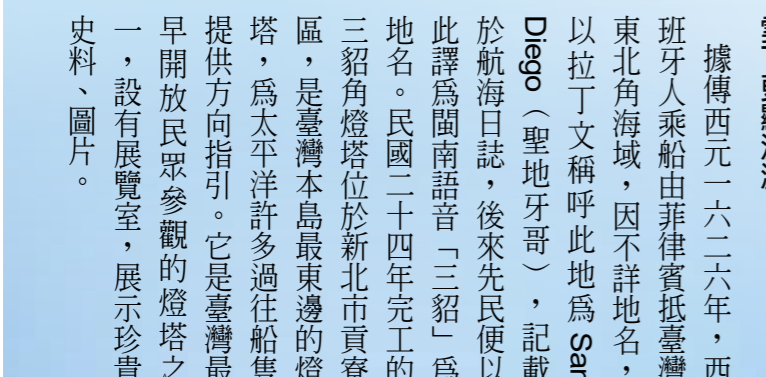 據傳西元一六二六年，西
班牙人乘船由菲律賓抵臺灣
東北角海域，因不詳地名，
以拉丁文稱呼此地爲 San
Diego（聖地牙哥），記載
於航海日誌，後來先民便以
此譯爲閩南語音「三貂」爲
地名。民國二十四年完工的
三貂角燈塔位於新北市貢寮
區，是臺灣本島最東邊的燈
塔，爲太平洋許多過往船隻
提供方向指引。它是臺灣最
早開放民眾參觀的燈塔之
一，設有展覽室，展示珍貴
史料、圖片。